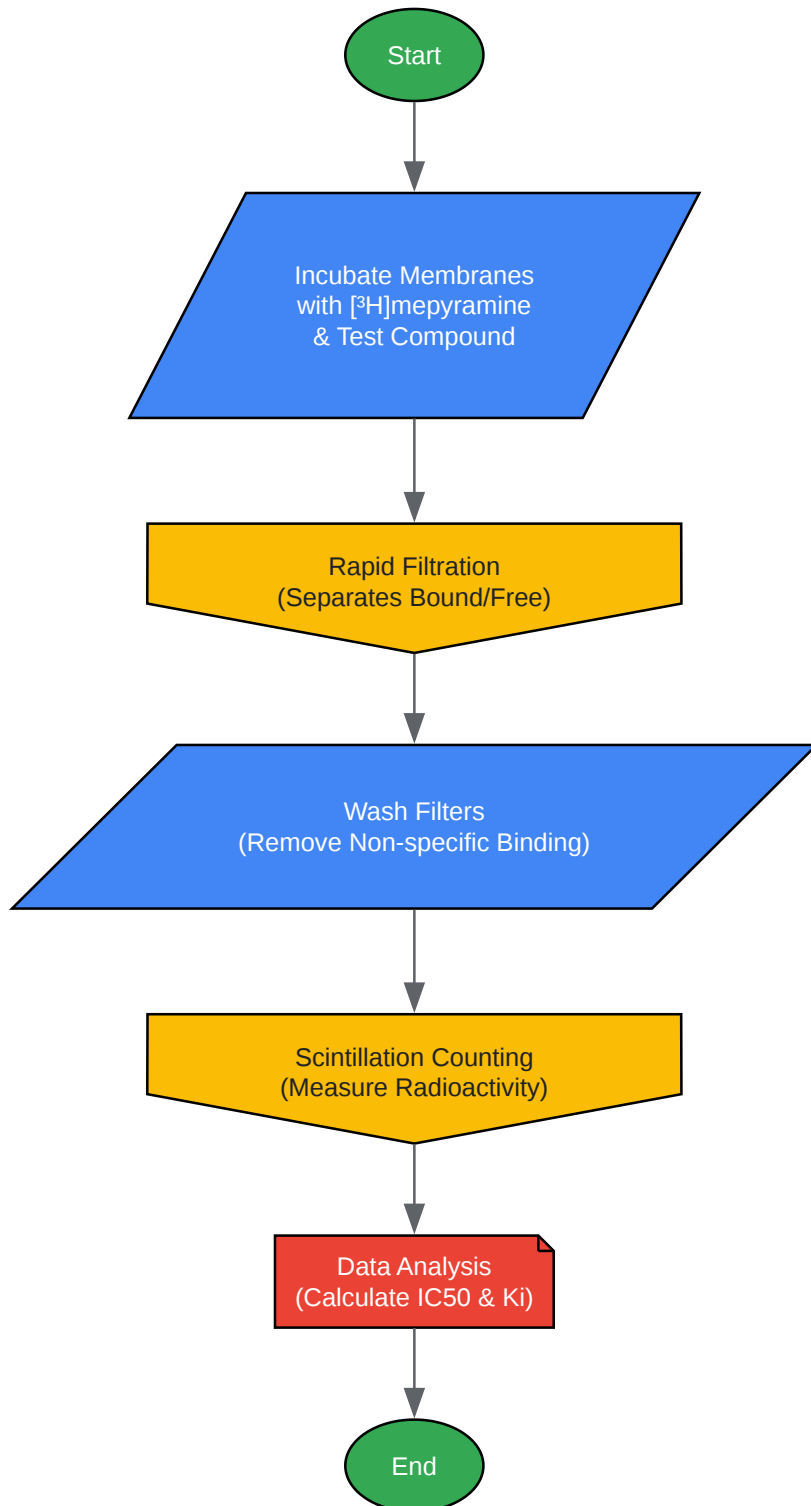 Start
Incubate Membranes
with [³H]mepyramine
& Test Compound
Rapid Filtration
(Separates Bound/Free)
Wash Filters
(Remove Non-specific Binding)
Scintillation Counting
(Measure Radioactivity)
Data Analysis
(Calculate IC50 & Ki)
End